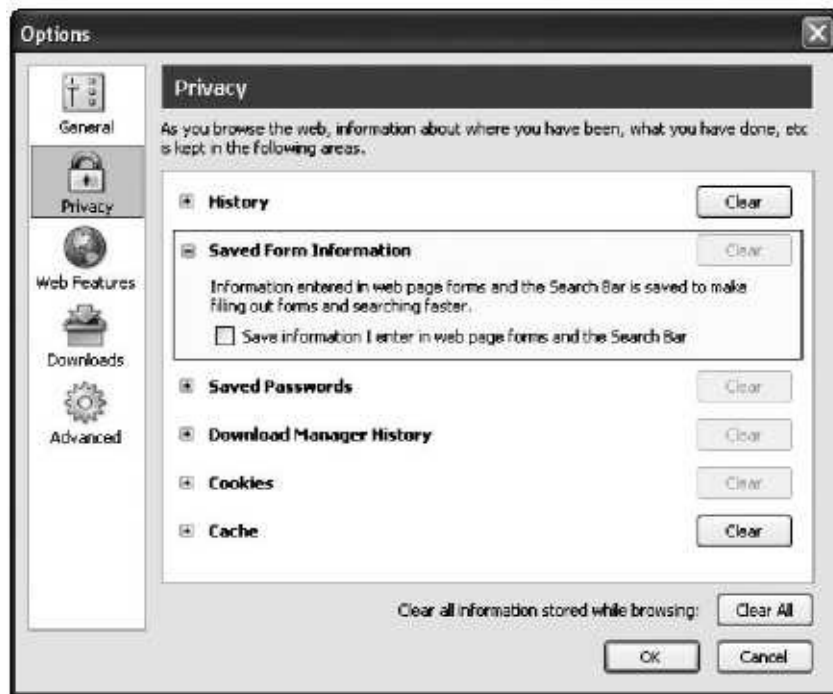 Options
General
Privacy
Web Features
Downloads
Advanced
Privacy
As you browse the web, information about where you have been, what you have done, etc
is kept in the following areas.
History Clear
Saved Form Information Clear
Information entered in web page forms and the Search Bar is saved to make
filling out forms and searching faster.
Save information I enter in web page forms and the Search Bar
Saved Passwords Clear
Download Manager History Clear
Cookies Clear
Cache Clear
Clear all information stored while browsing: Clear All
OK Cancel